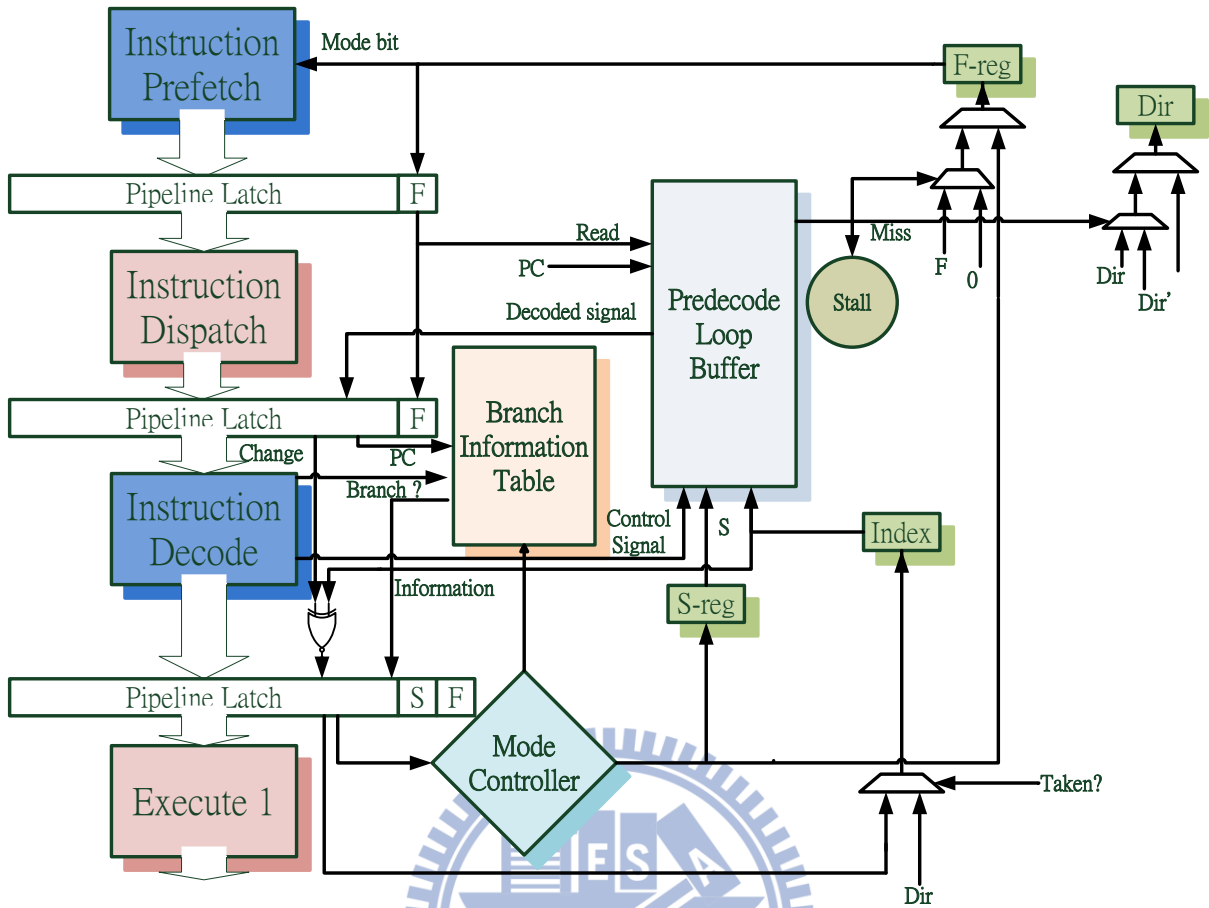 Instruction
Prefetch
Mode bit
F-reg
Dir
Pipeline Latch
F
Read
PC
Miss
F
0
Dir
Dir'
Instruction
Dispatch
Predecode
Loop
Buffer
Stall
Decoded signal
Pipeline Latch
F
Branch
Information
Table
Change
PC
Branch ?
Instruction
Decode
Control
Signal
S
Index
Information
S-reg
Pipeline Latch
S
F
Mode
Controller
Execute 1
Taken?
Dir
E S A